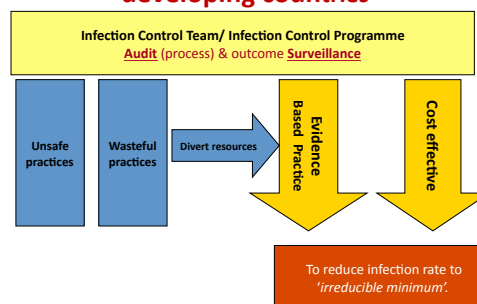 developing countries
Infection Control Team/ Infection Control Programme
Audit (process) & outcome Surveillance
Unsafe
practices
Wasteful
practices
Divert resources
Evidence
Based Practice
Cost effective
To reduce infection rate to
'irreducible minimum'.